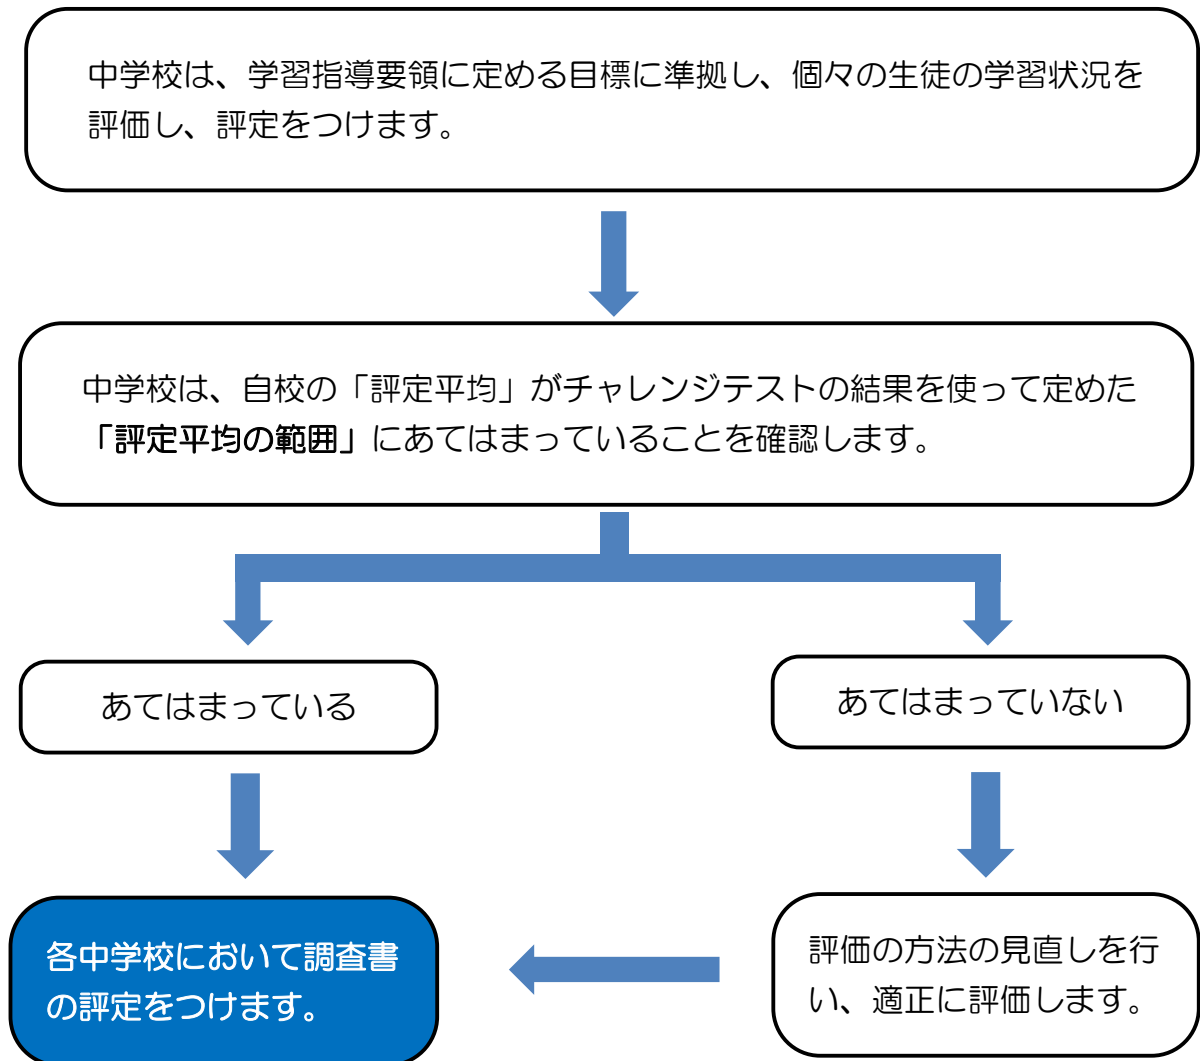 中学校は、学習指導要領に定める目標に準拠し、個々の生徒の学習状況を
評価し、評定をつけます。
中学校は、自校の「評定平均」がチャレンジテストの結果を使って定めた
「評定平均の範囲」にあてはまっていることを確認します。
あてはまっている
あてはまっていない
各中学校において調査書
の評定をつけます。
評価の方法の見直しを行
い、適正に評価します。